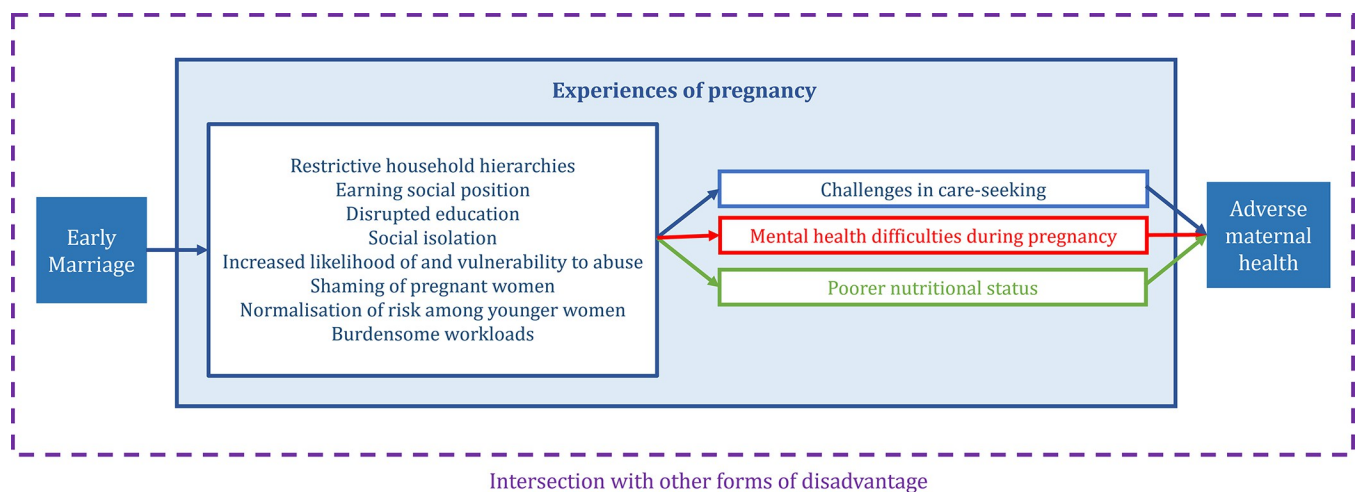 Experiences of pregnancy
Early
Marriage
Restrictive household hierarchies
Earning social position
Disrupted education
Social isolation
Increased likelihood of and vulnerability to abuse
Shaming of pregnant women
Normalisation of risk among younger women
Burdensome workloads
Challenges in care-seeking
Mental health difficulties during pregnancy
Poorer nutritional status
Adverse
maternal
health
Intersection with other forms of disadvantage